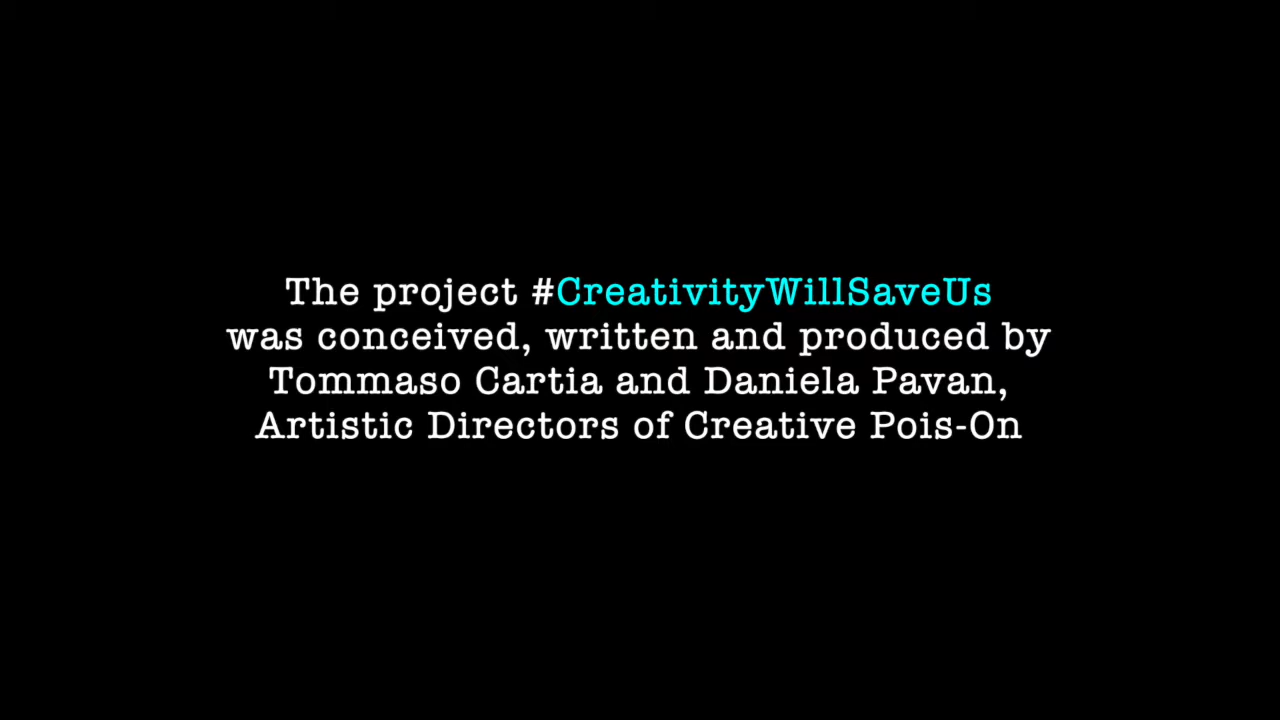 The project #CreativityWillSaveUs
was conceived, written and produced by
Tommaso Cartia and Daniela Pavan,
Artistic Directors of Creative Pois-On